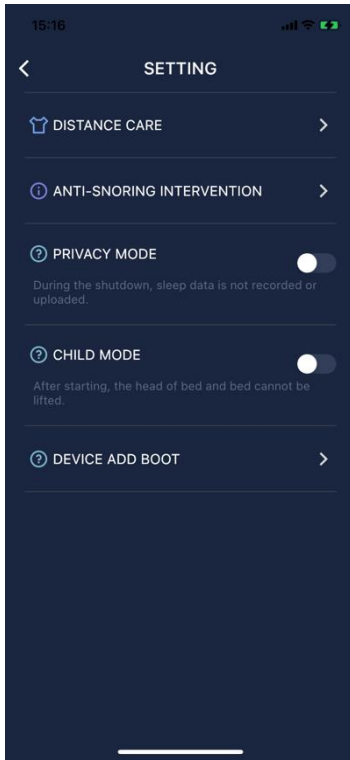 15:16
SETTING
DISTANCE CARE
ANTI-SNORING INTERVENTION
PRIVACY MODE
During the shutdown, sleep data is not recorded or
uploaded.
CHILD MODE
After starting, the head of bed and bed cannot be
lifted.
DEVICE ADD BOOT